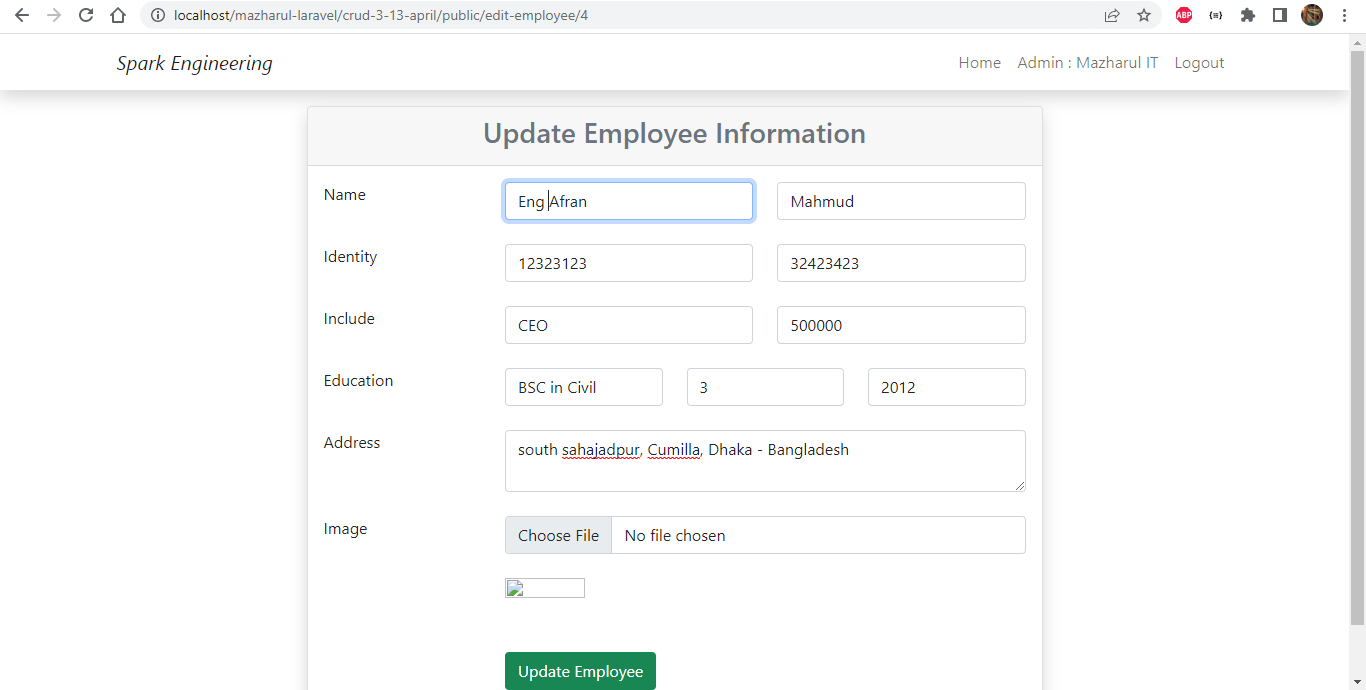 localhost/mazharul-laravel/crud-3-13-april/public/edit-employee/4
ABP
Spark Engineering Home Admin : Mazharul IT Logout
Update Employee Information
Name Eng Afran Mahmud
Identity 12323123 32423423
Include CEO 500000
Education BSC in Civil 3 2012
Address south sahajadpur, Cumilla, Dhaka - Bangladesh
Image Choose File No file chosen
Update Employee